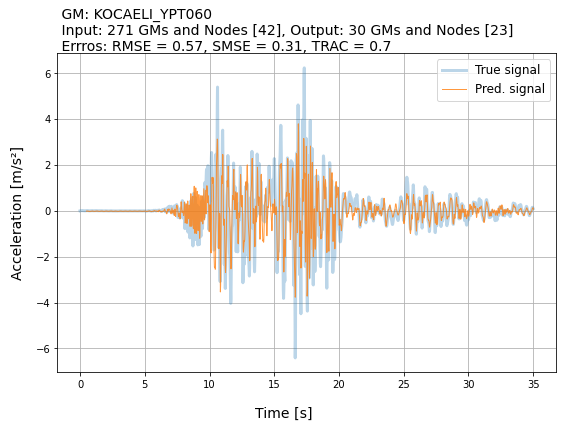 GM: KOCAELI_YPT060
Input: 271 GMs and Nodes [42], Output: 30 GMs and Nodes [23]
Errros: RMSE = 0.57, SMSE = 0.31, TRAC = 0.7
True signal
Pred. signal
6
4
2
0
−2
−4
−6
Acceleration [m/s²]
0 5 10 15 20 25 30 35
Time [s]